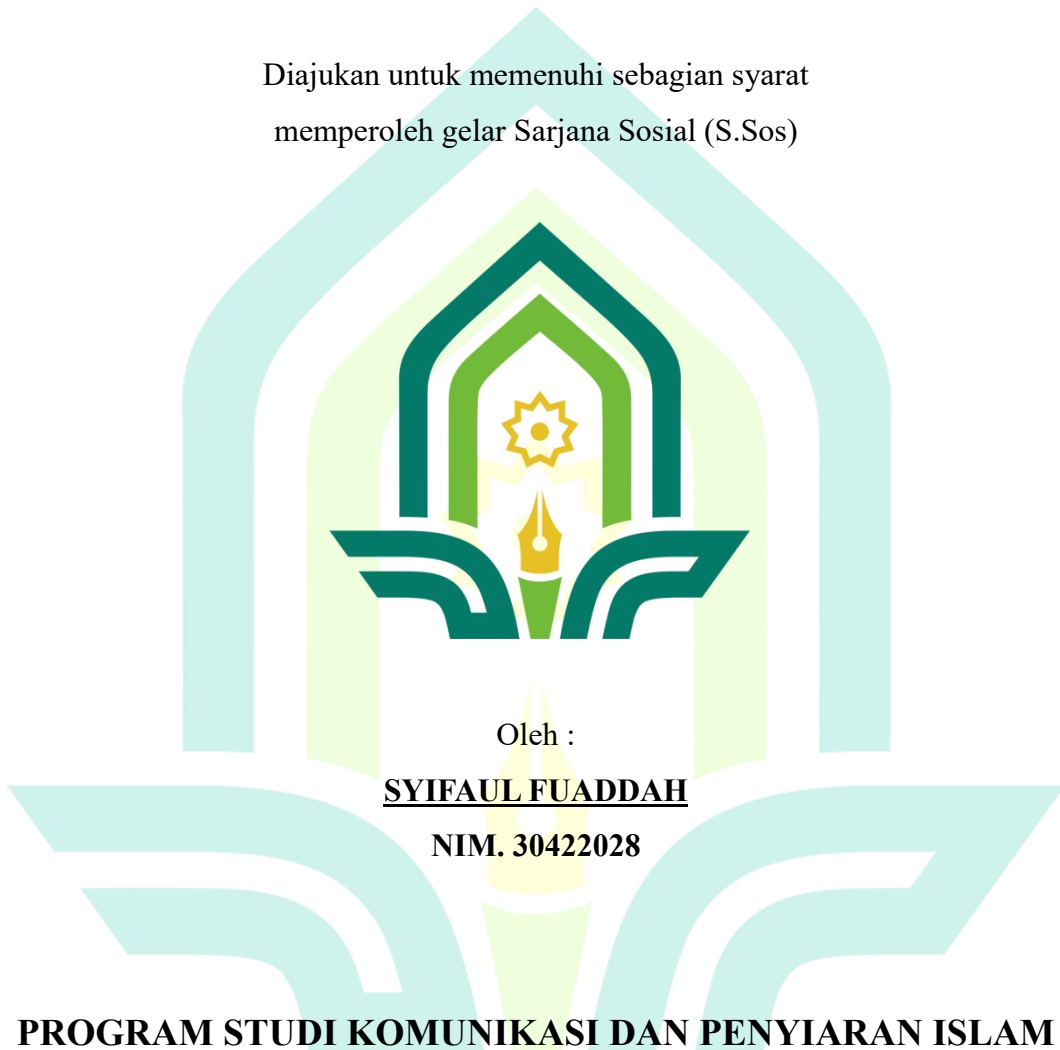 Diajukan untuk memenuhi sebagian syarat
memperoleh gelar Sarjana Sosial (S.Sos)
Oleh :
SYIFAUL FUADDAH
NIM. 30422028
PROGRAM STUDI KOMUNIKASI DAN PENYIARAN ISLAM